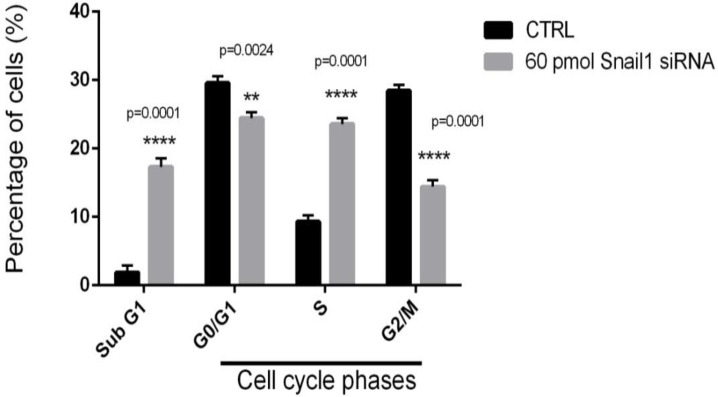 Percentage of cells (%)
40
30
20
10
0
p=0.0001
****
p=0.0024
**
p=0.0001
****
p=0.0001
****
CTRL
60 pmol Snail1 siRNA
Sub G1
G0/G1
S
G2/M
Cell cycle phases